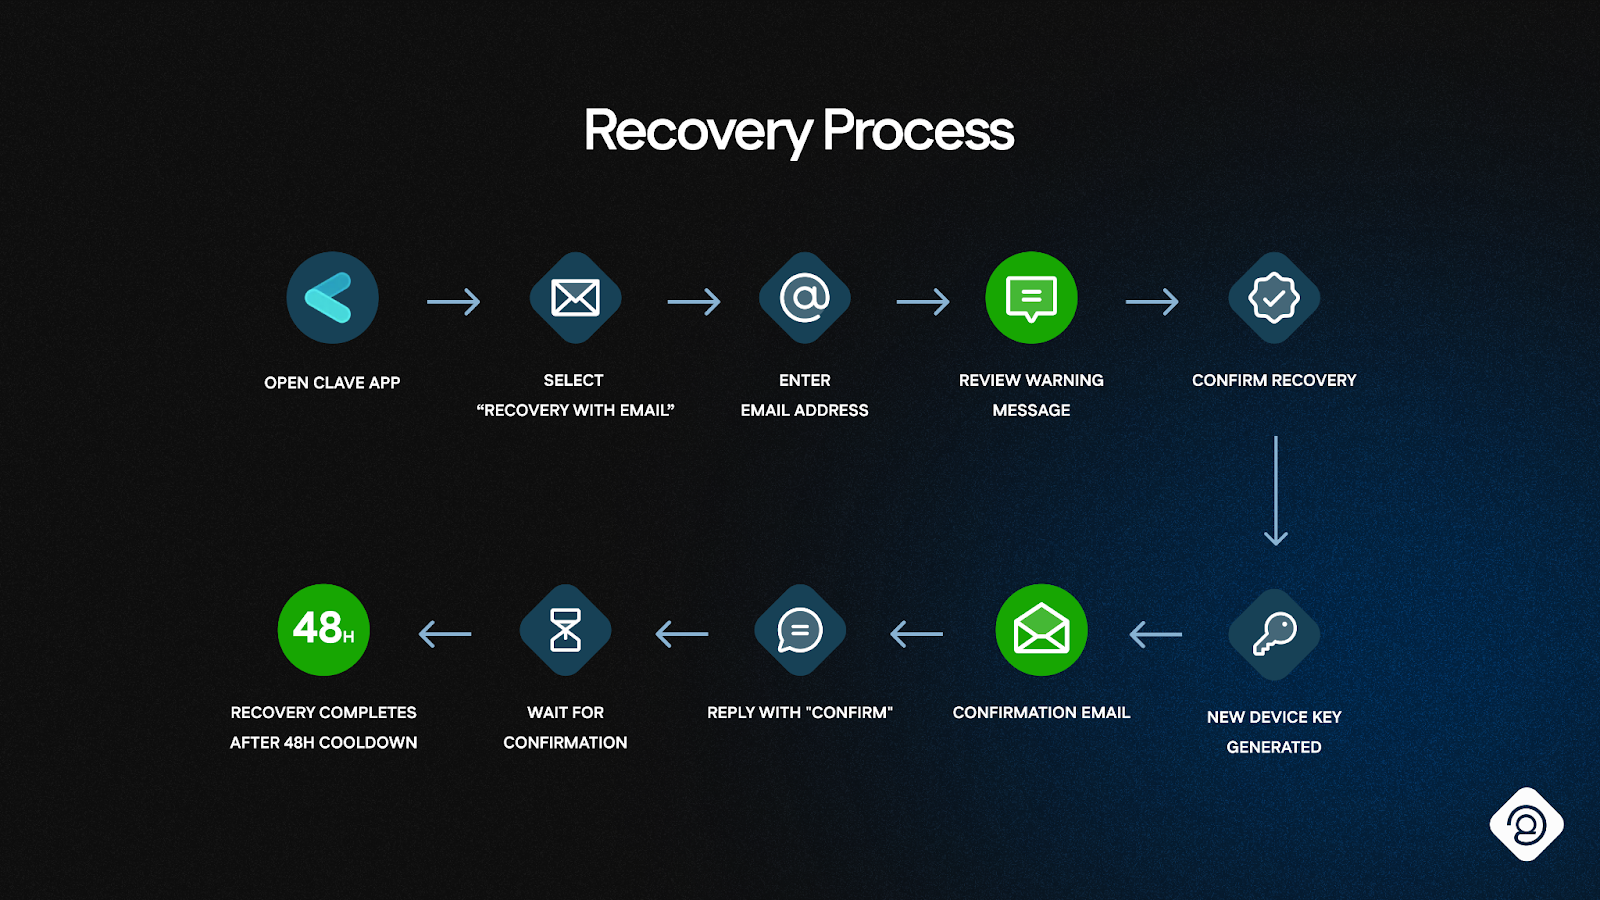 Recovery Process
OPEN CLAVE APP
SELECT
“RECOVERY WITH EMAIL”
ENTER
EMAIL ADDRESS
REVIEW WARNING
MESSAGE
CONFIRM RECOVERY
NEW DEVICE KEY
GENERATED
CONFIRMATION EMAIL
REPLY WITH "CONFIRM"
WAIT FOR
CONFIRMATION
48H
RECOVERY COMPLETES
AFTER 48H COOLDOWN